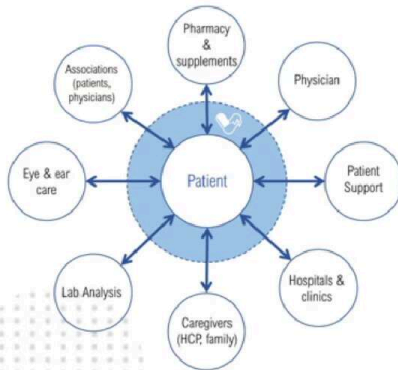 Pharmacy
&
supplements
Physician
Patient
Support
Hospitals &
clinics
Caregivers
(HCP, family)
Lab Analysis
Eye & ear
care
Associations
(patients,
physicians)
Patient